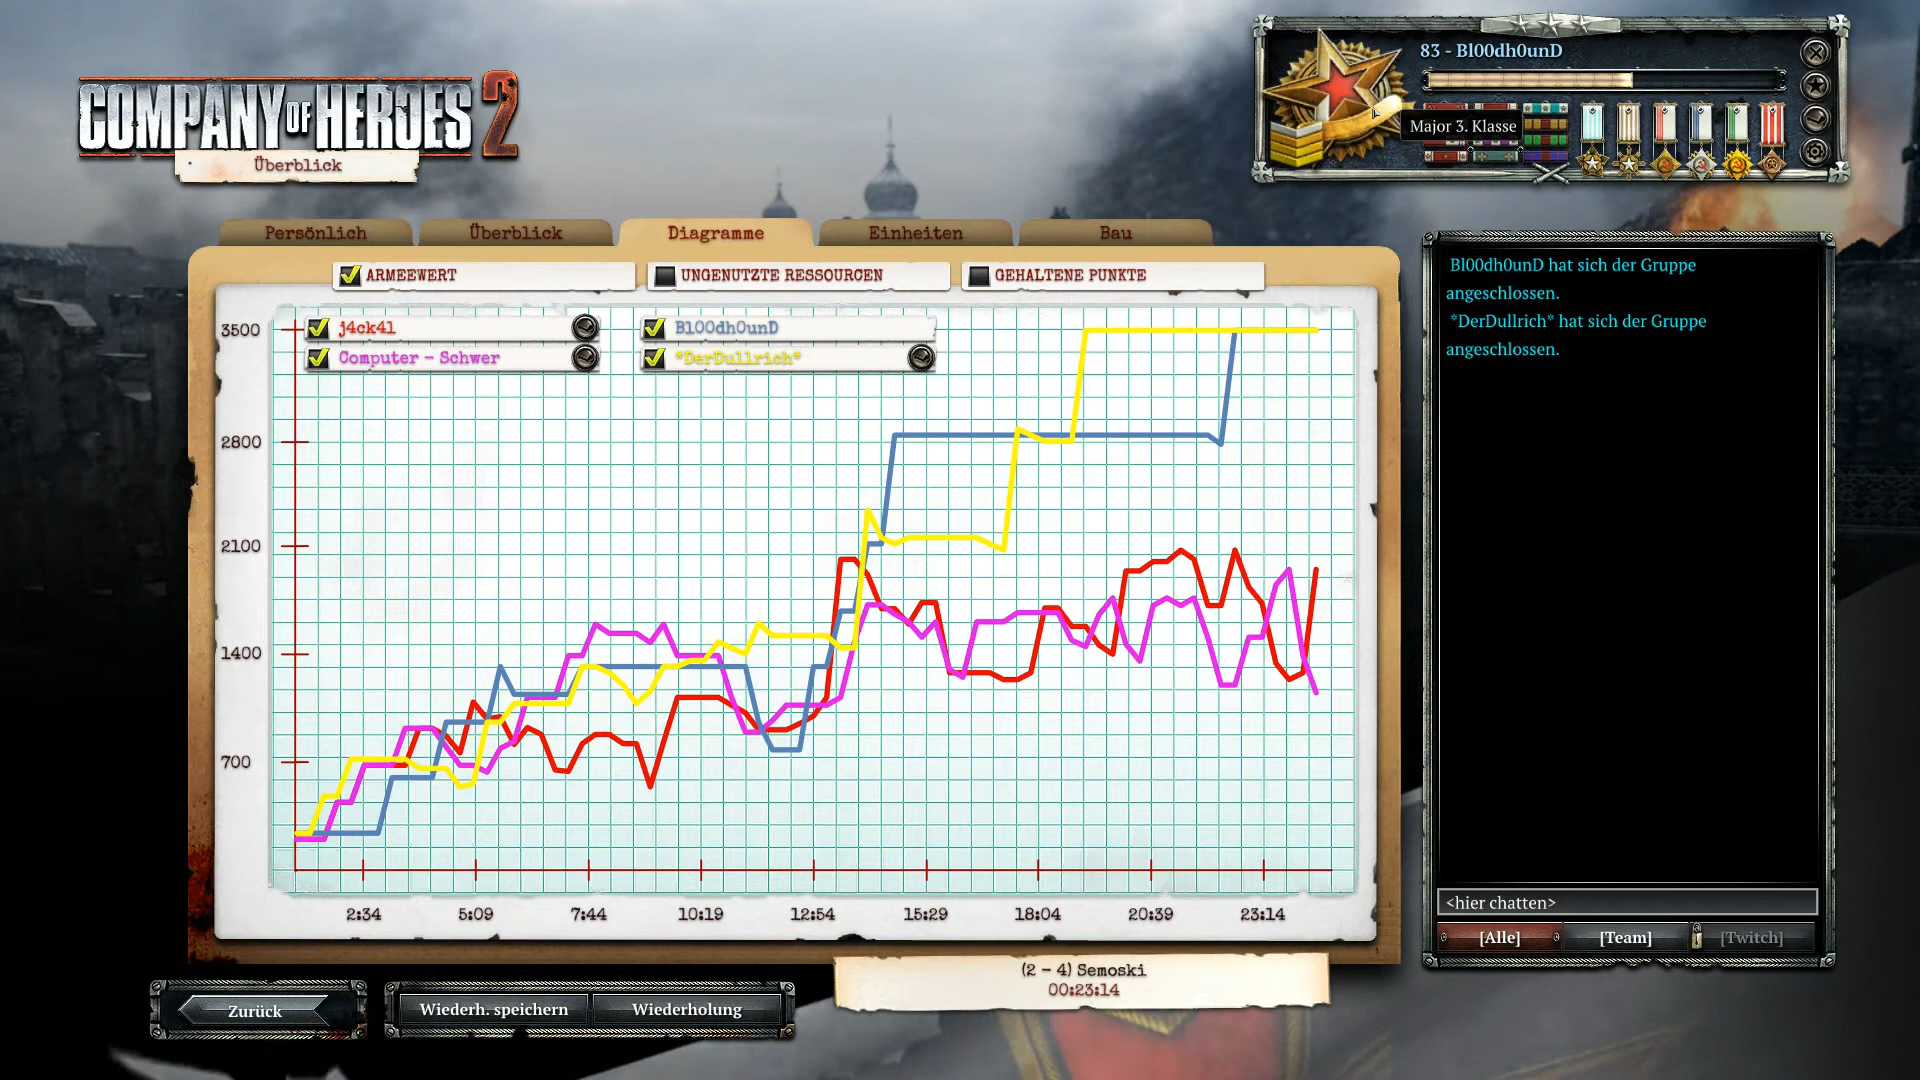 COMPANY OF HEROES 2
Überblick
83 - Bl00dh0unD
Major 3. Klasse
Persönlich
Überblick
Diagramme
Einheiten
Bau
ARMEEWERT
UNGENUTZTE RESSOURCEN
GEHALTENE PUNKTE
j4ck4l
Bl00dh0unD
Computer - Schwer
*DerDullrich*
3500
2800
2100
1400
700
2:34
5:09
7:44
10:19
12:54
15:29
18:04
20:39
23:14
Bl00dh0unD hat sich der Gruppe
angeschlossen.
*DerDullrich* hat sich der Gruppe
angeschlossen.
<hier chatten>
[Alle]
[Team]
[Twitch]
(2 - 4) Semoski
00:23:14
Zurück
Wiederh. speichern
Wiederholung